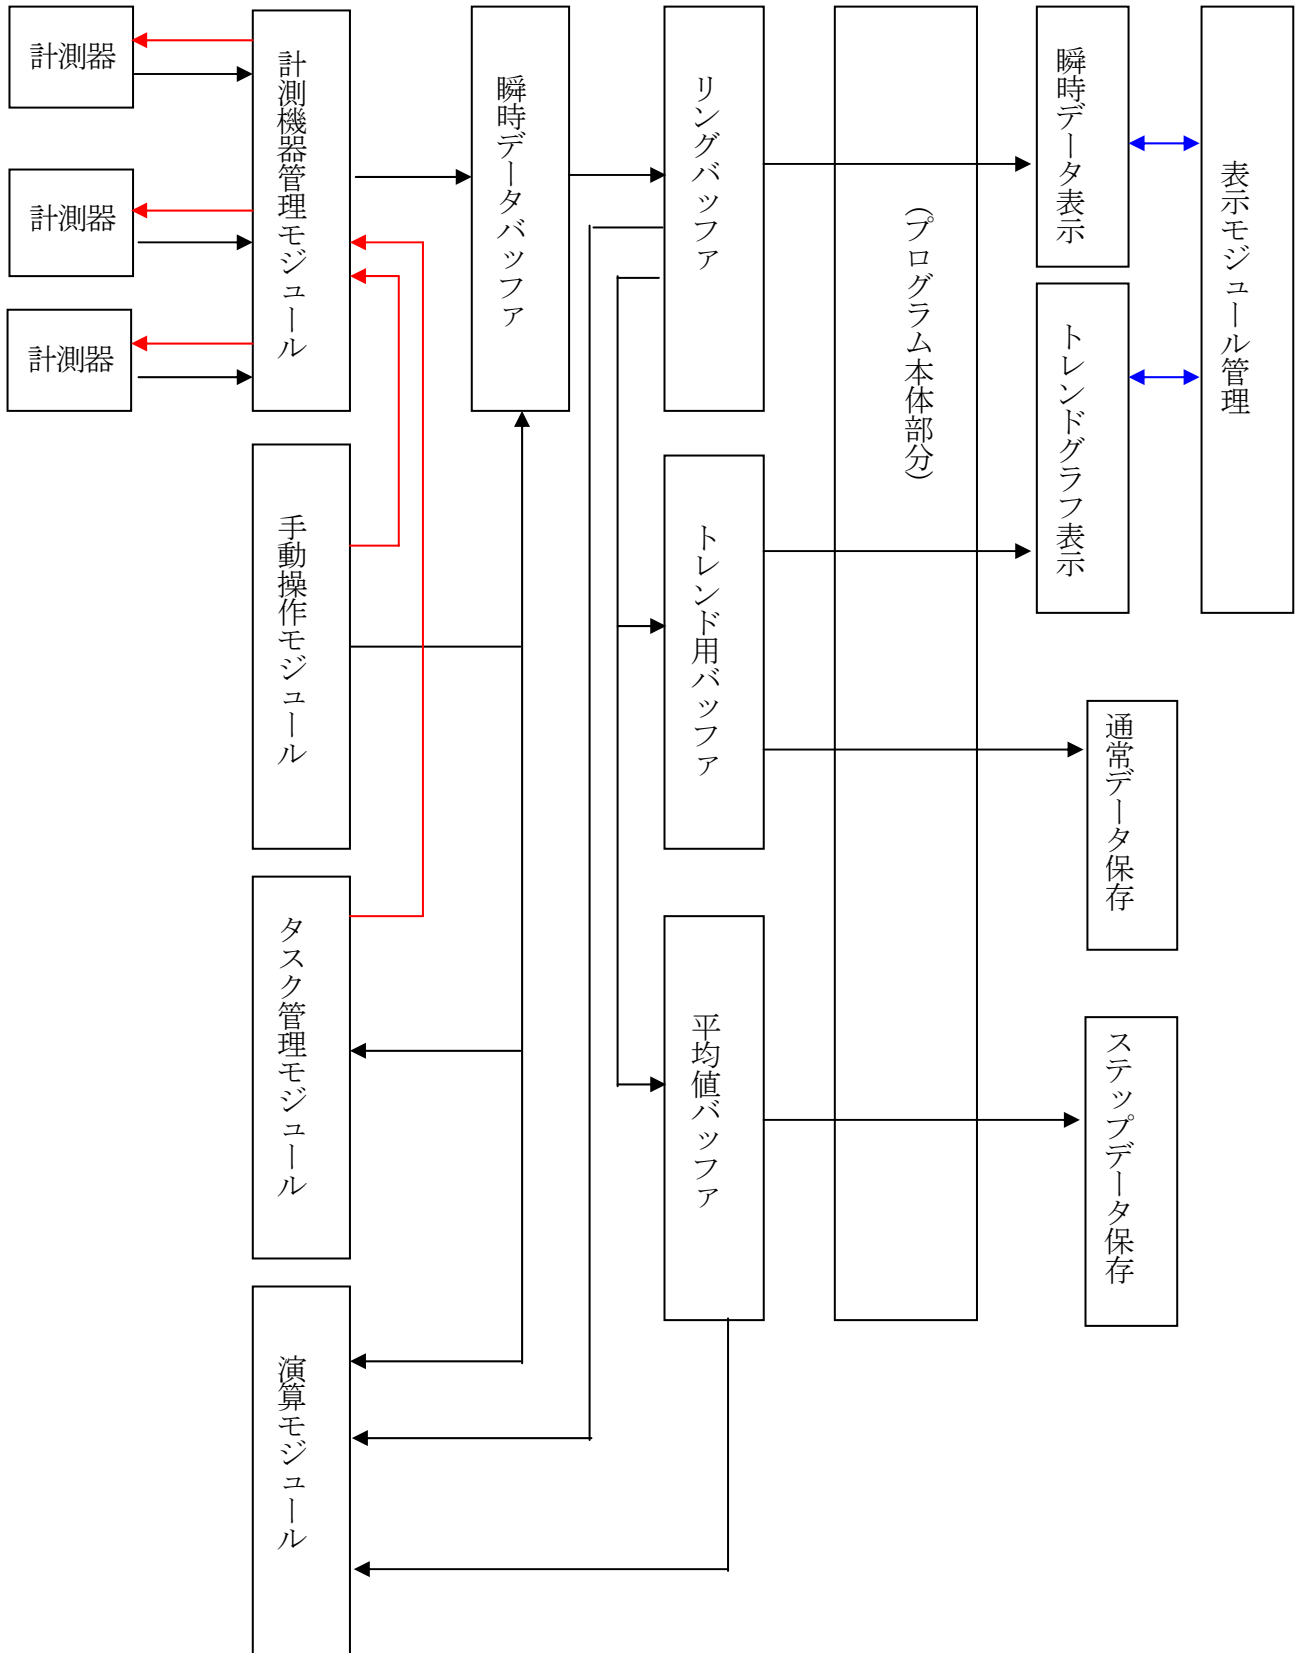 計測器
計測器
計測器
計測機器管理モジュール
手動操作モジュール
タスク管理モジュール
演算モジュール
瞬時データバッファ
リングバッファ
トレンド用バッファ
平均値バッファ
(プログラム本体部分)
瞬時データ表示
トレンドグラフ表示
通常データ保存
ステップデータ保存
表示モジュール管理